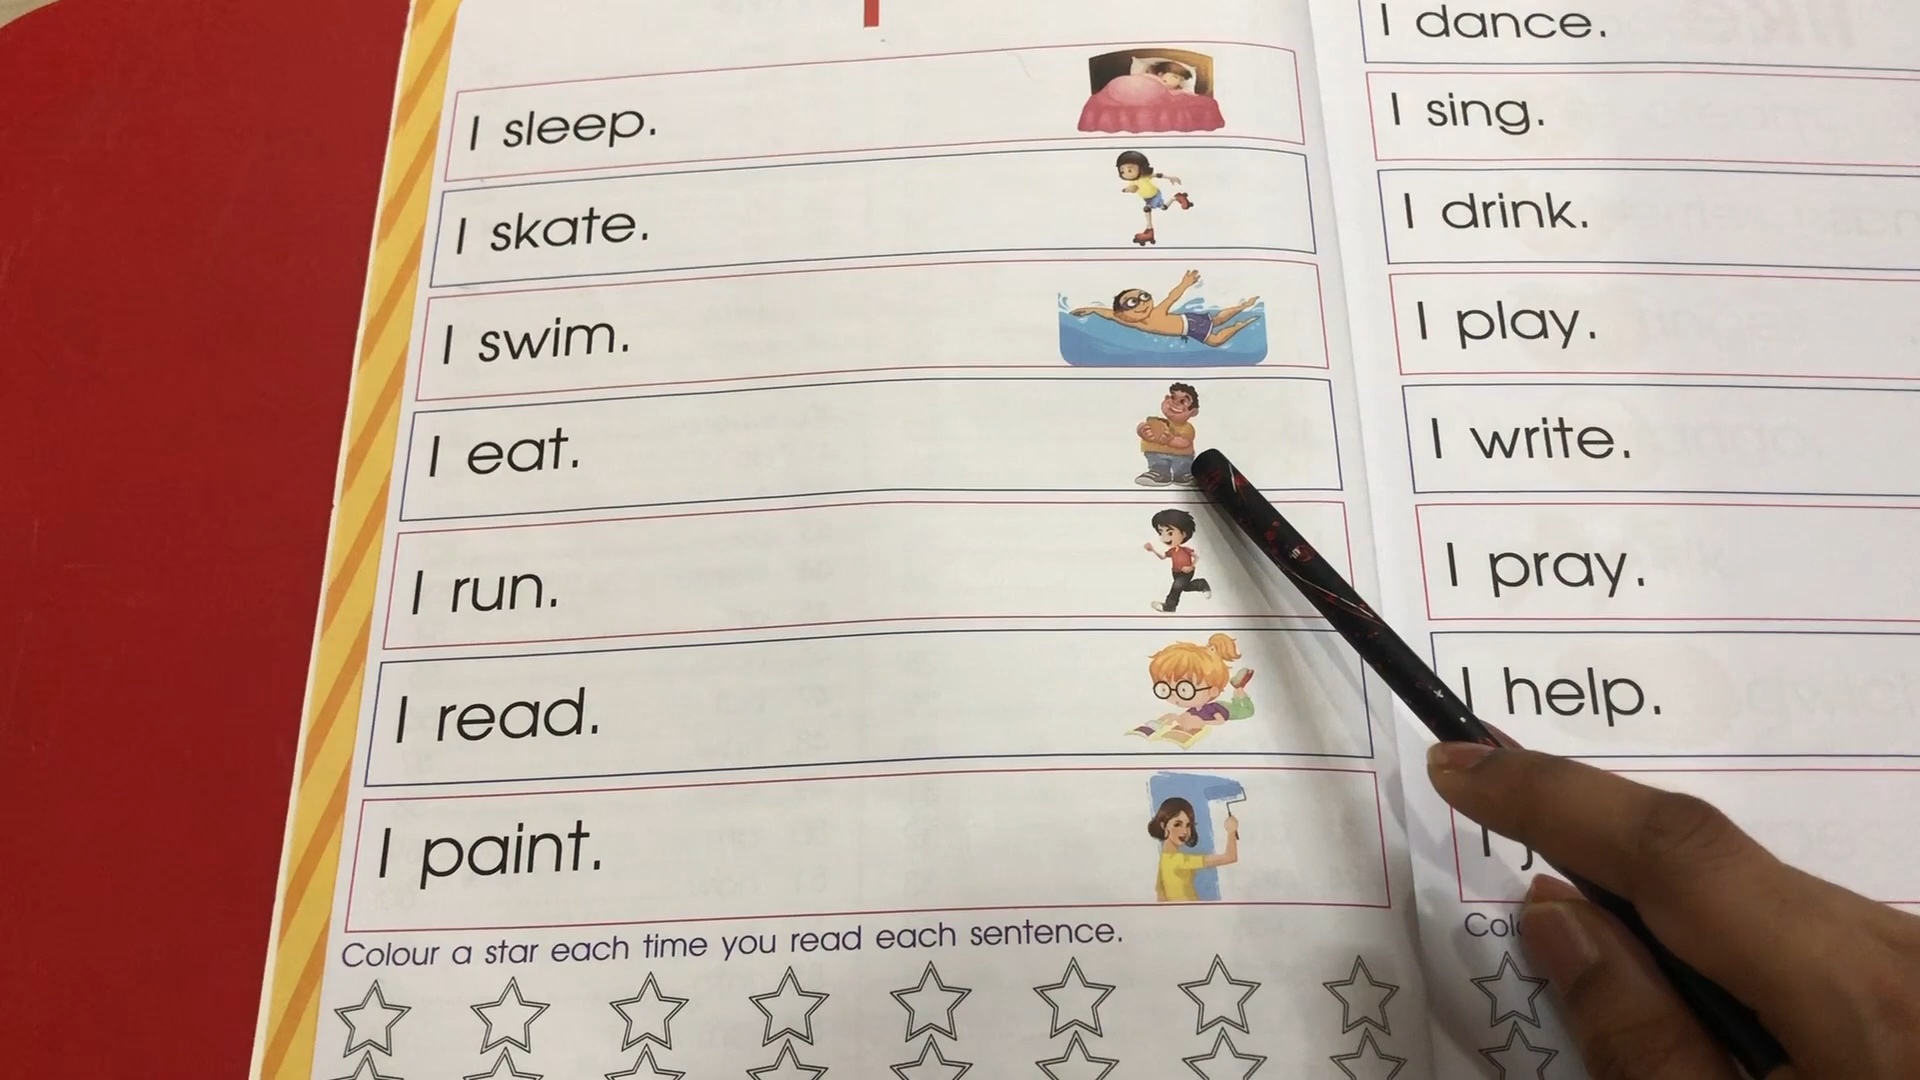 I sleep.
I skate.
I swim.
I eat.
I run.
I read.
I paint.
Colour a star each time you read each sentence.
I dance.
I sing.
I drink.
I play.
I write.
I pray.
I help.
I